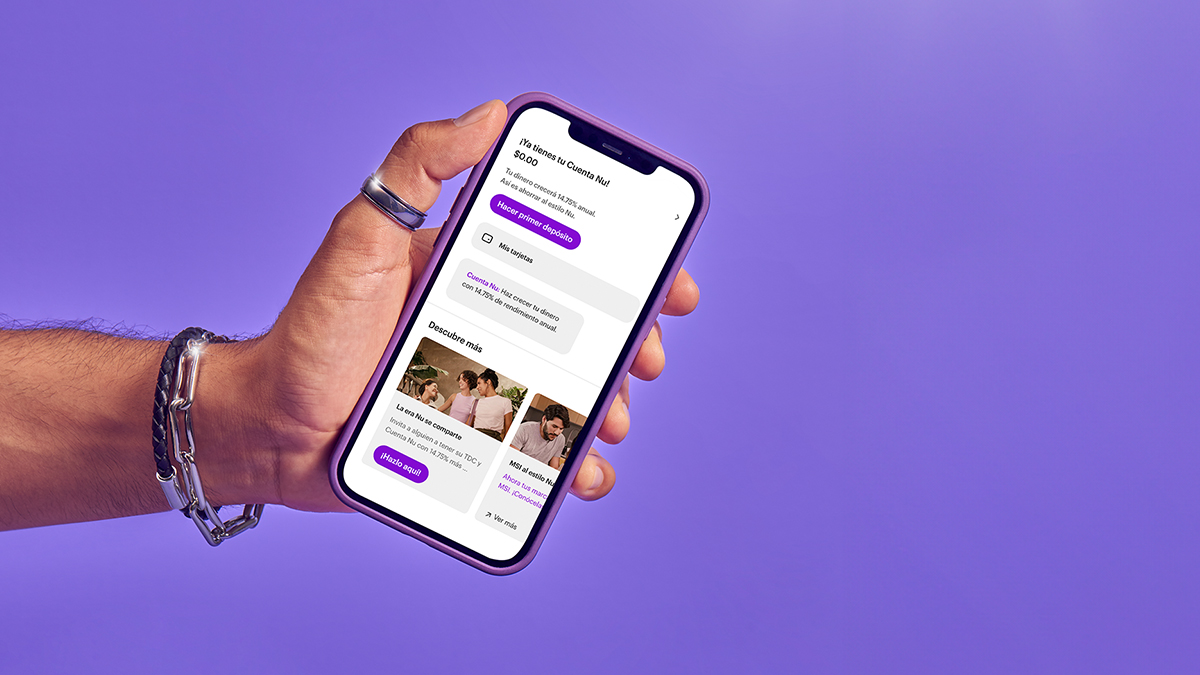 ¡Ya tienes tu Cuenta Nu!
$0.00
Tu dinero crecerá 14.75% anual.
Así es ahorrar al estilo Nu.
Hacer primer depósito
Mis tarjetas
Cuenta Nu: Haz crecer tu dinero
con 14.75% de rendimiento anual.
Descubre más
La era Nu se comparte
Invita a alguien a tener su TDC y
Cuenta Nu con 14.75% más ...
¡Hazlo aquí!
MSI al estilo Nu
Ahora tus
MSI. ¡Conócela
Ver más